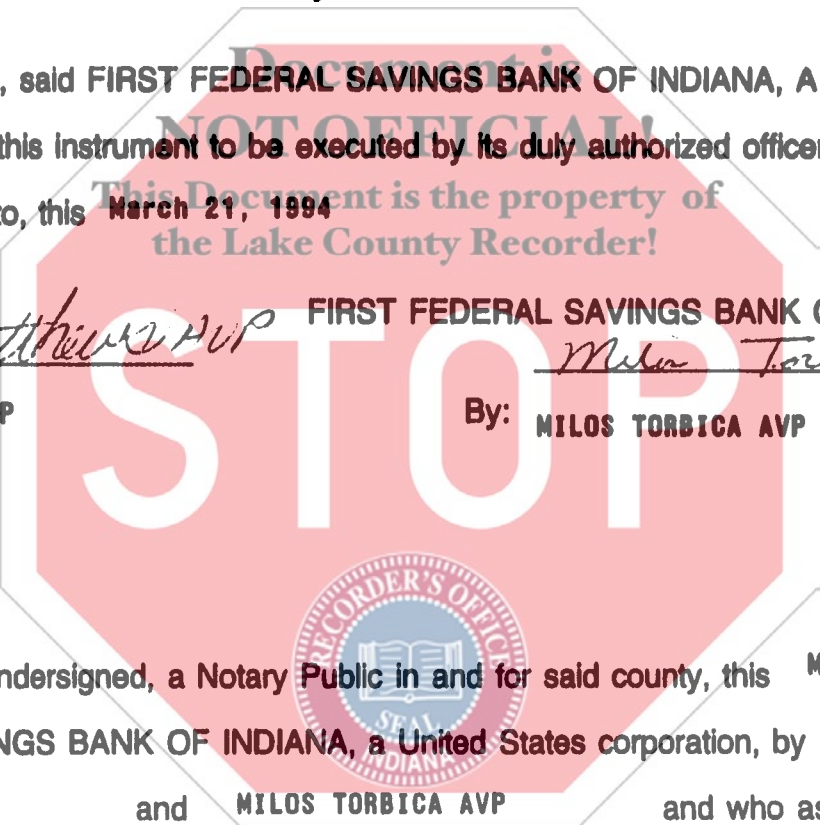 Document is
, said FIRST FEDERAL SAVINGS BANK OF INDIANA, A
NOT OFFICIAL!
this instrument to be executed by its duly authorized officer
This Document is the property of
to, this March 21, 1994
the Lake County Recorder!
FIRST FEDERAL SAVINGS BANK
AVP
Milos
By: MILOS TORBICA AVP
P
STOP
RECORDER'S OFFICE
SEAL
INDIANA
ndersigned, a Notary Public in and for said county, this M
NGS BANK OF INDIANA, a United States corporation, by
and MILOS TORBICA AVP and who as